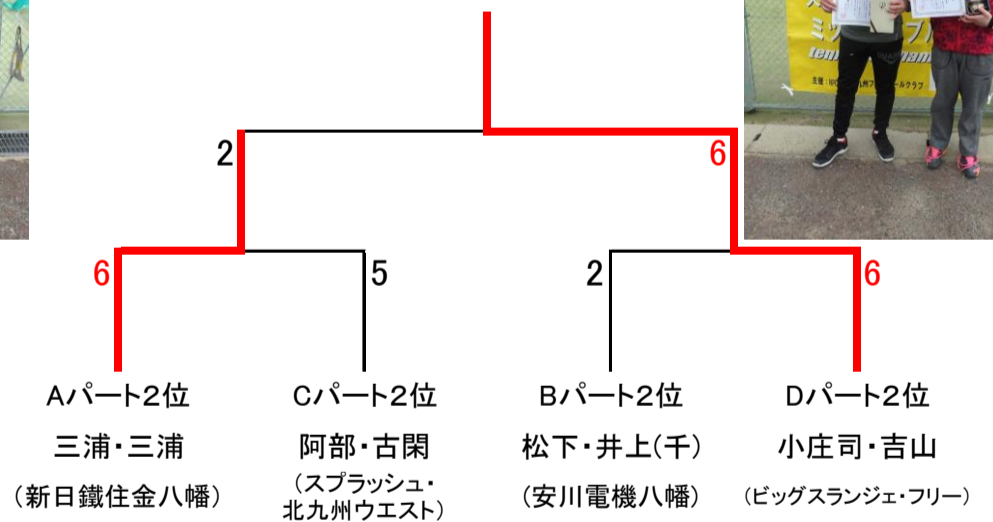 2
6
6
5
2
6
Aパート2位
Cパート2位
Bパート2位
Dパート2位
三浦・三浦
阿部・古閑
松下・井上(千)
小庄司・吉山
(新日鐵住金八幡)
(スプラッシュ・
北九州ウエスト)
(安川電機八幡)
(ビッグスランジェ・フリー)